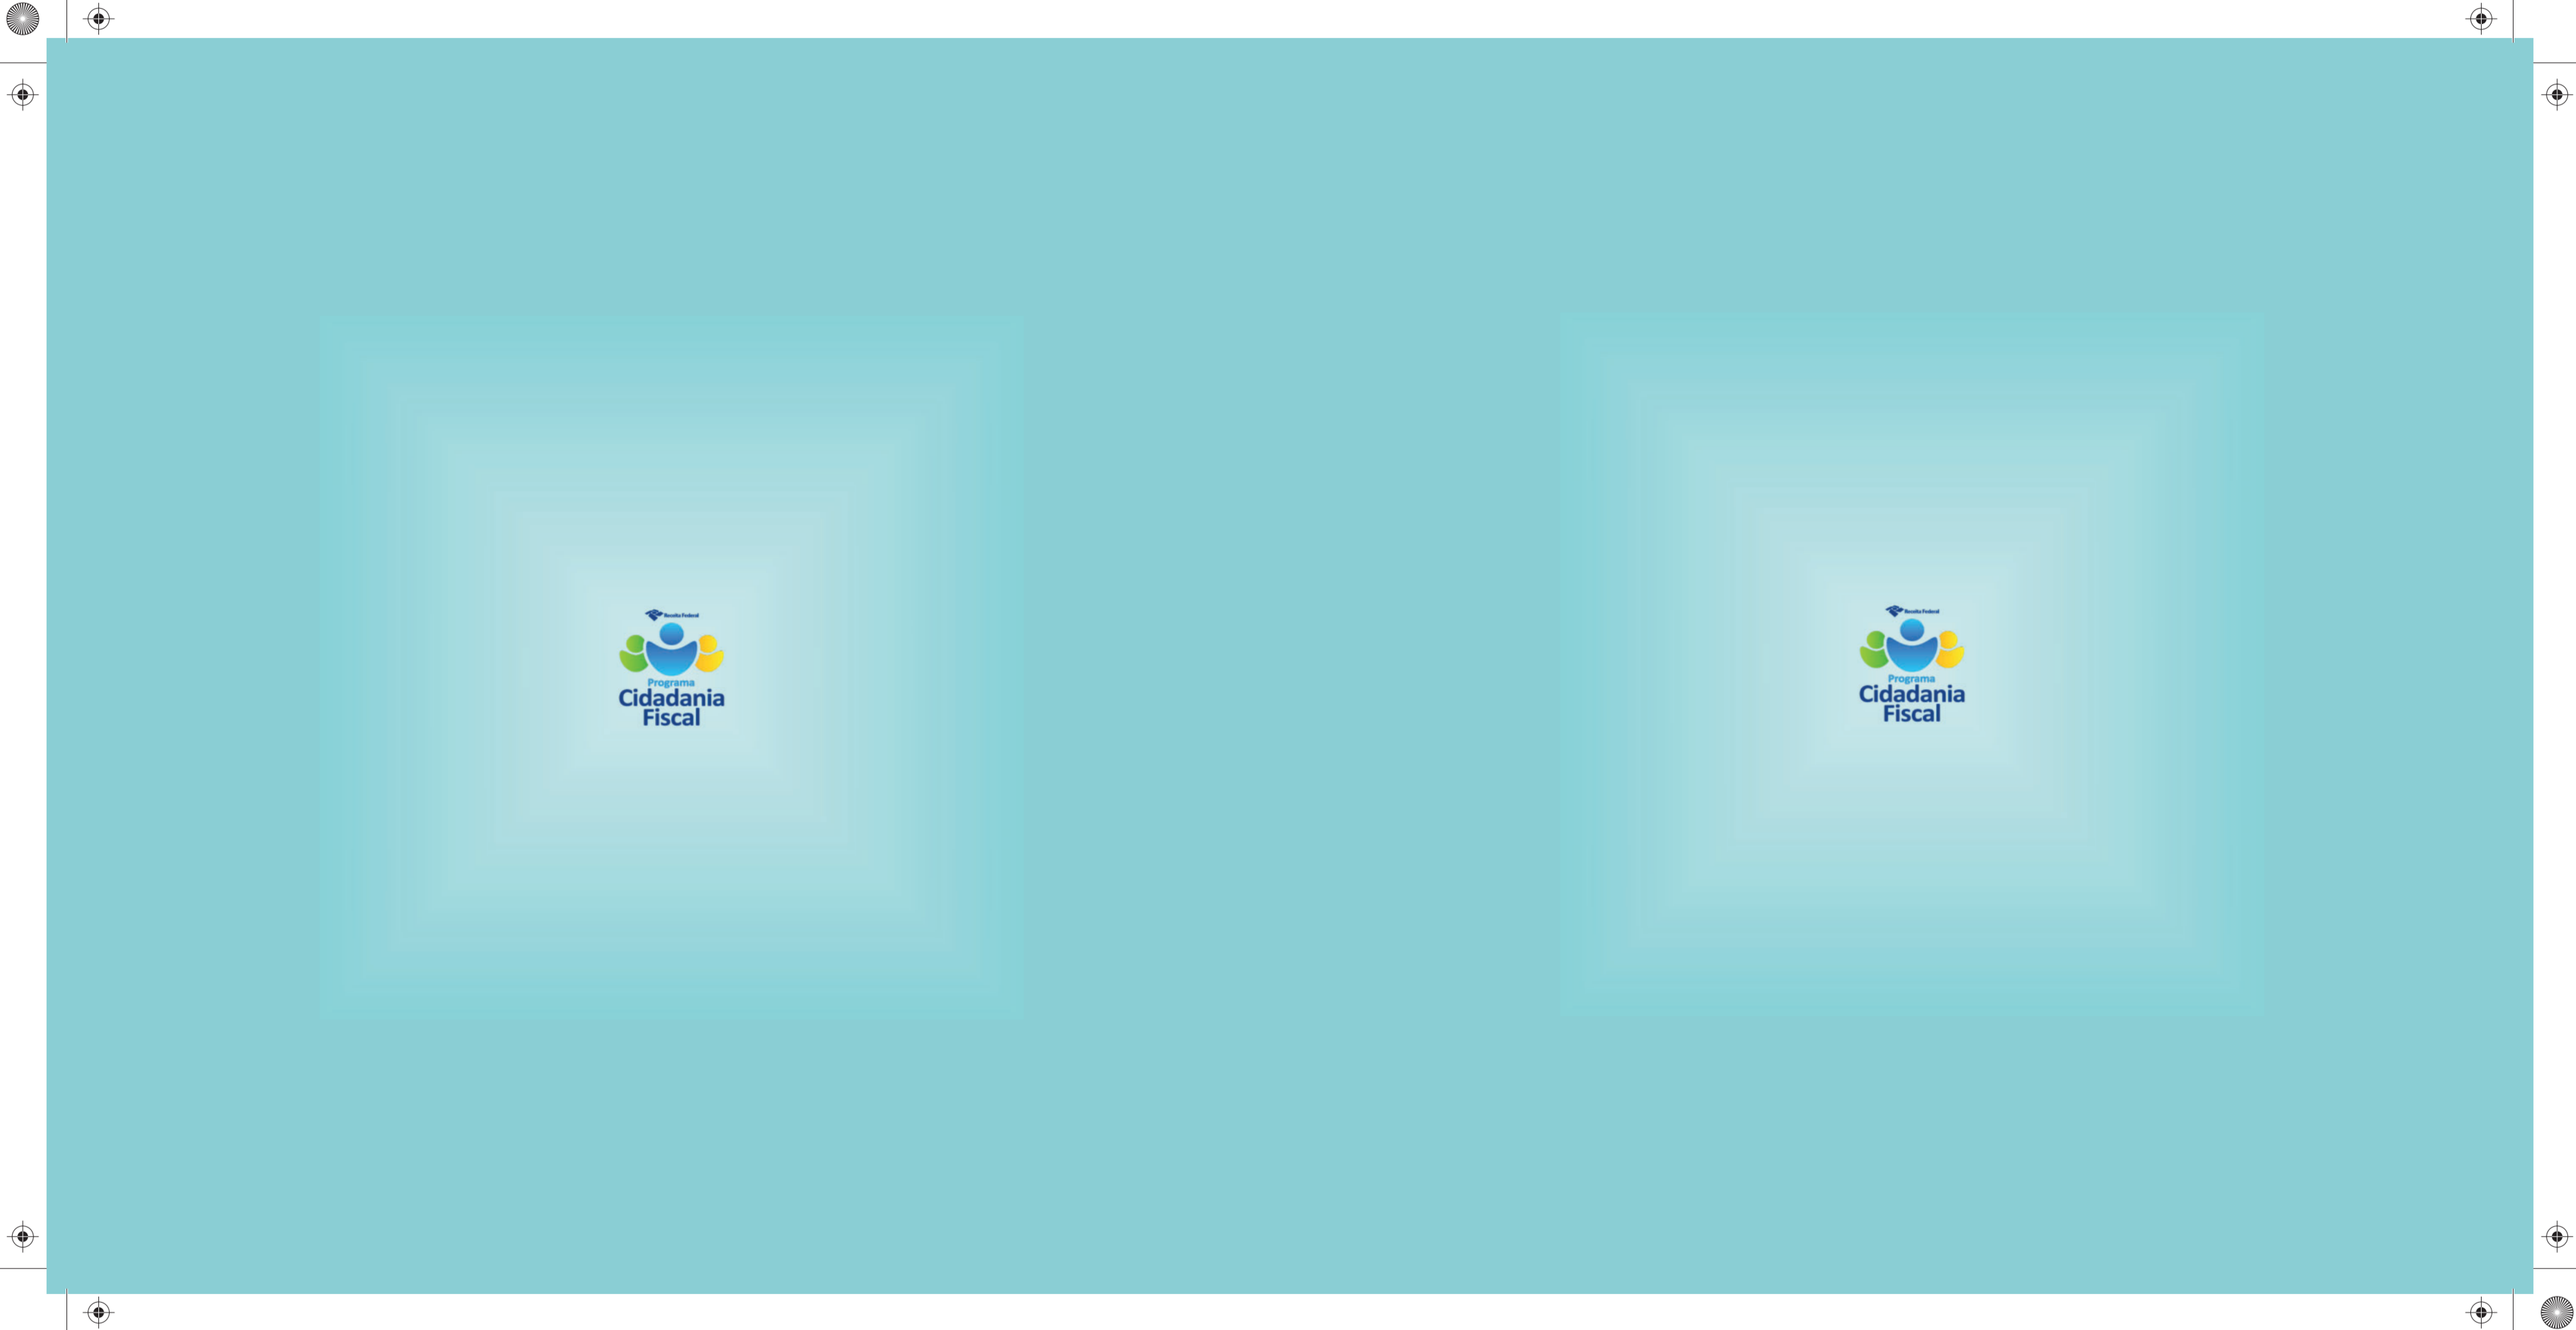 Receita Federal
Programa
Cidadania
Fiscal
Receita Federal
Programa
Cidadania
Fiscal